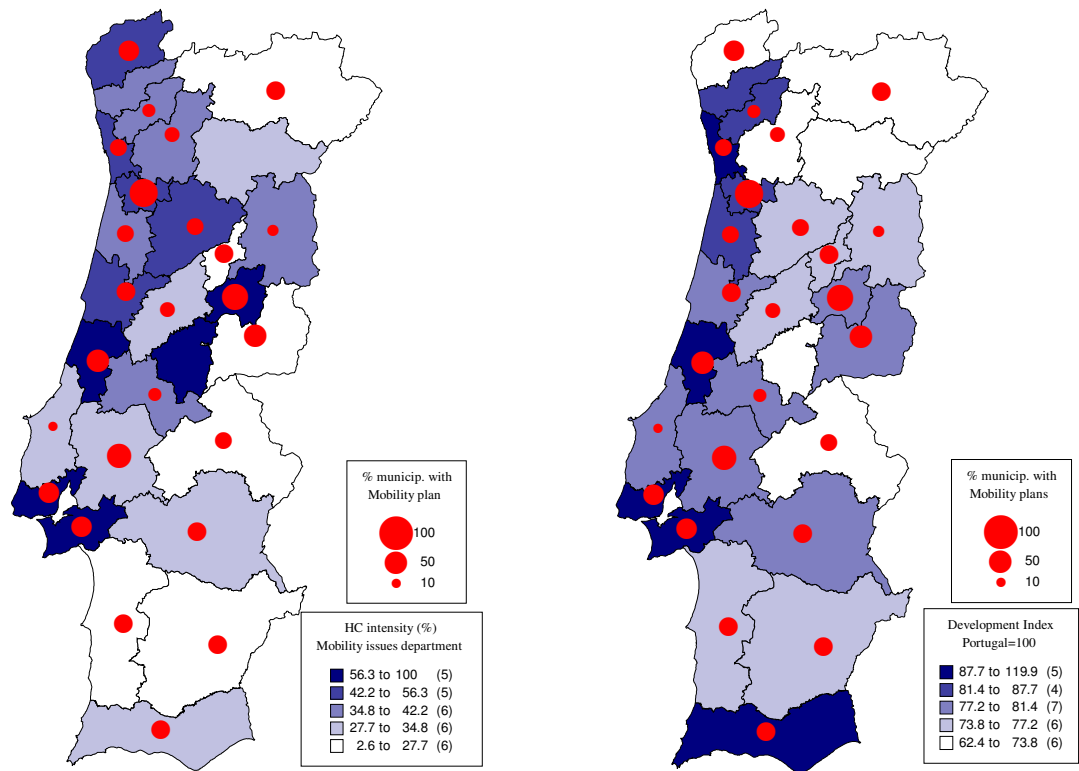 % municip. with
Mobility plan
100
50
10
HC intensity (%)
Mobility issues department
56.3 to 100 (5)
42.2 to 56.3 (5)
34.8 to 42.2 (6)
27.7 to 34.8 (6)
2.6 to 27.7 (6)
% municip. with
Mobility plans
100
50
10
Development Index
Portugal=100
87.7 to 119.9 (5)
81.4 to 87.7 (4)
77.2 to 81.4 (7)
73.8 to 77.2 (6)
62.4 to 73.8 (6)